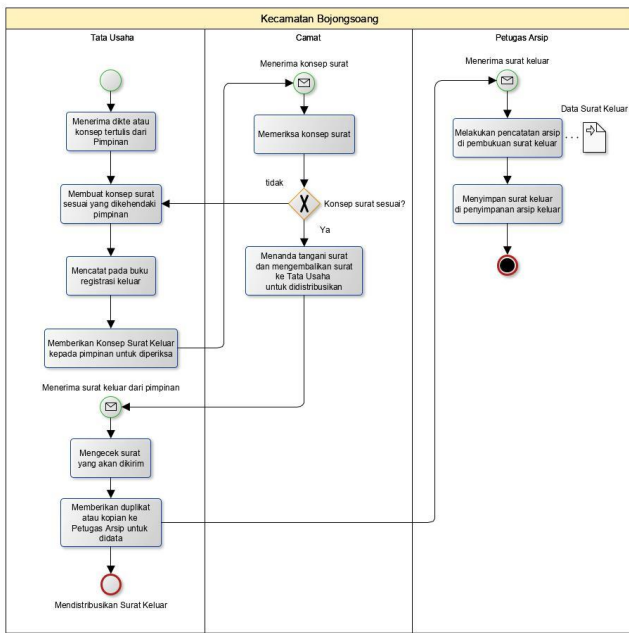 Kecamatan Bojongsoang
Tata Usaha
Camat
Petugas Arsip
Menerima dikte atau
konsep tertulis dari
Pimpinan
Membuat konsep surat
sesuai yang dikehendaki
pimpinan
Mencatat pada buku
registrasi keluar
Memberikan Konsep Surat Keluar
kepada pimpinan untuk diperiksa
Menerima konsep surat
Memeriksa konsep surat
tidak
Konsep surat sesuai?
Ya
Menanda tangani surat
dan mengembalikan surat
ke Tata Usaha
untuk didistribusikan
Menerima surat keluar dari pimpinan
Mengecek surat
yang akan dikirim
Memberikan duplikat
atau kopian ke
Petugas Arsip untuk
didata
Mendistribusikan Surat Keluar
Menerima surat keluar
Data Surat Keluar
Melakukan pencatatan arsip
di pembukuan surat keluar
Menyimpan surat keluar
di penyimpanan arsip keluar